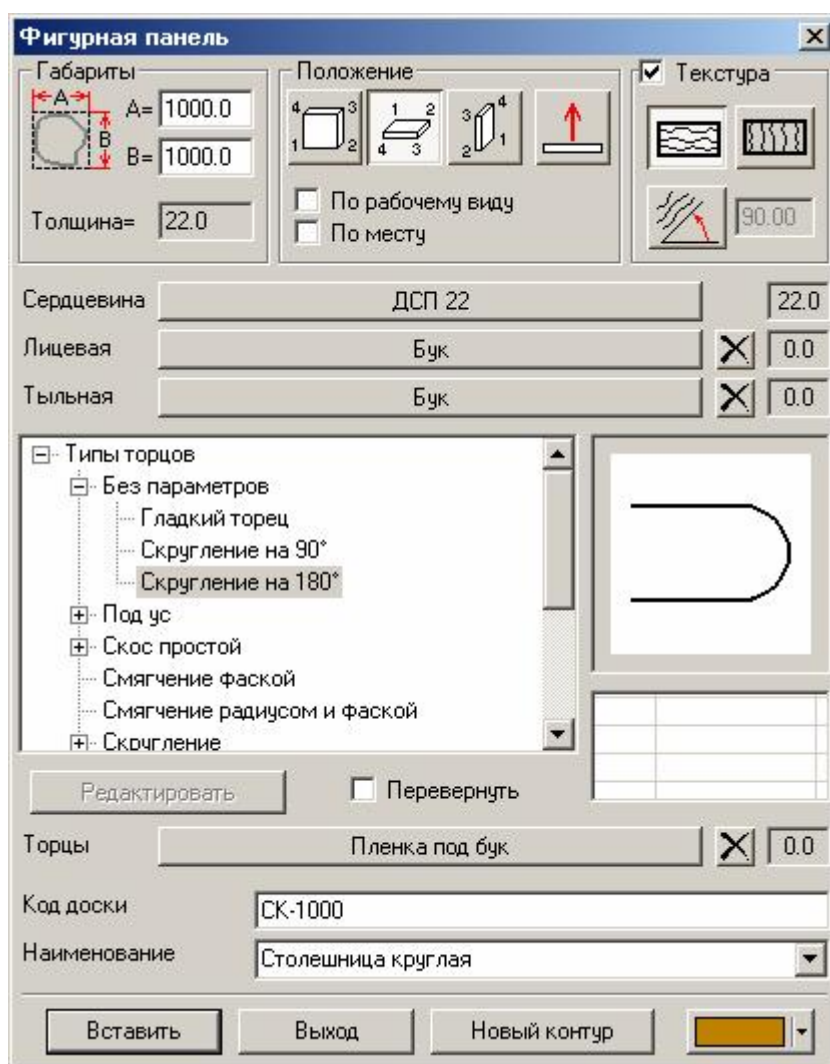 Фигурная панель
Габариты
A
B
A= 1000.0
B= 1000.0
Толщина= 22.0
Положение
4 3 1 2
1 2 4 3
3 4 2 1
По рабочему виду
По месту
Текстура
90.00
Сердцевина ДСП 22 22.0
Лицевая Бук 0.0
Тыльная Бук 0.0
Типы торцов
Без параметров
Гладкий торец
Скругление на 90°
Скругление на 180°
Под ус
Скос простой
Смягчение фаской
Смягчение радиусом и фаской
Скругление
Редактировать Перевернуть
Торцы Пленка под бук 0.0
Код доски СК-1000
Наименование Столешница круглая
Вставить Выход Новый контур